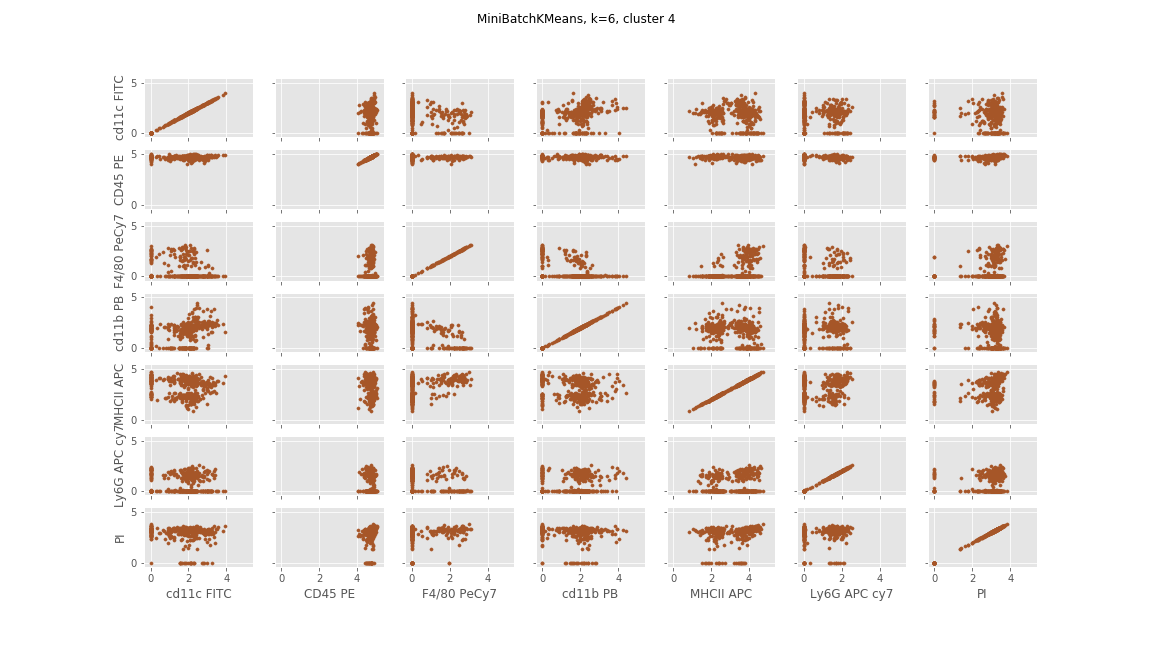 MiniBatchKMeans, k=6, cluster 4
cd11c FITC
5
0
CD45 PE
5
0
F4/80 PeCy7
5
0
cd11b PB
5
0
MHCII APC
5
0
Ly6G APC cy7
5
0
PI
5
0
0 2 4 0 2 4 0 2 4 0 2 4 0 2 4 0 2 4 0 2 4
cd11c FITC CD45 PE F4/80 PeCy7 cd11b PB MHCII APC Ly6G APC cy7 PI